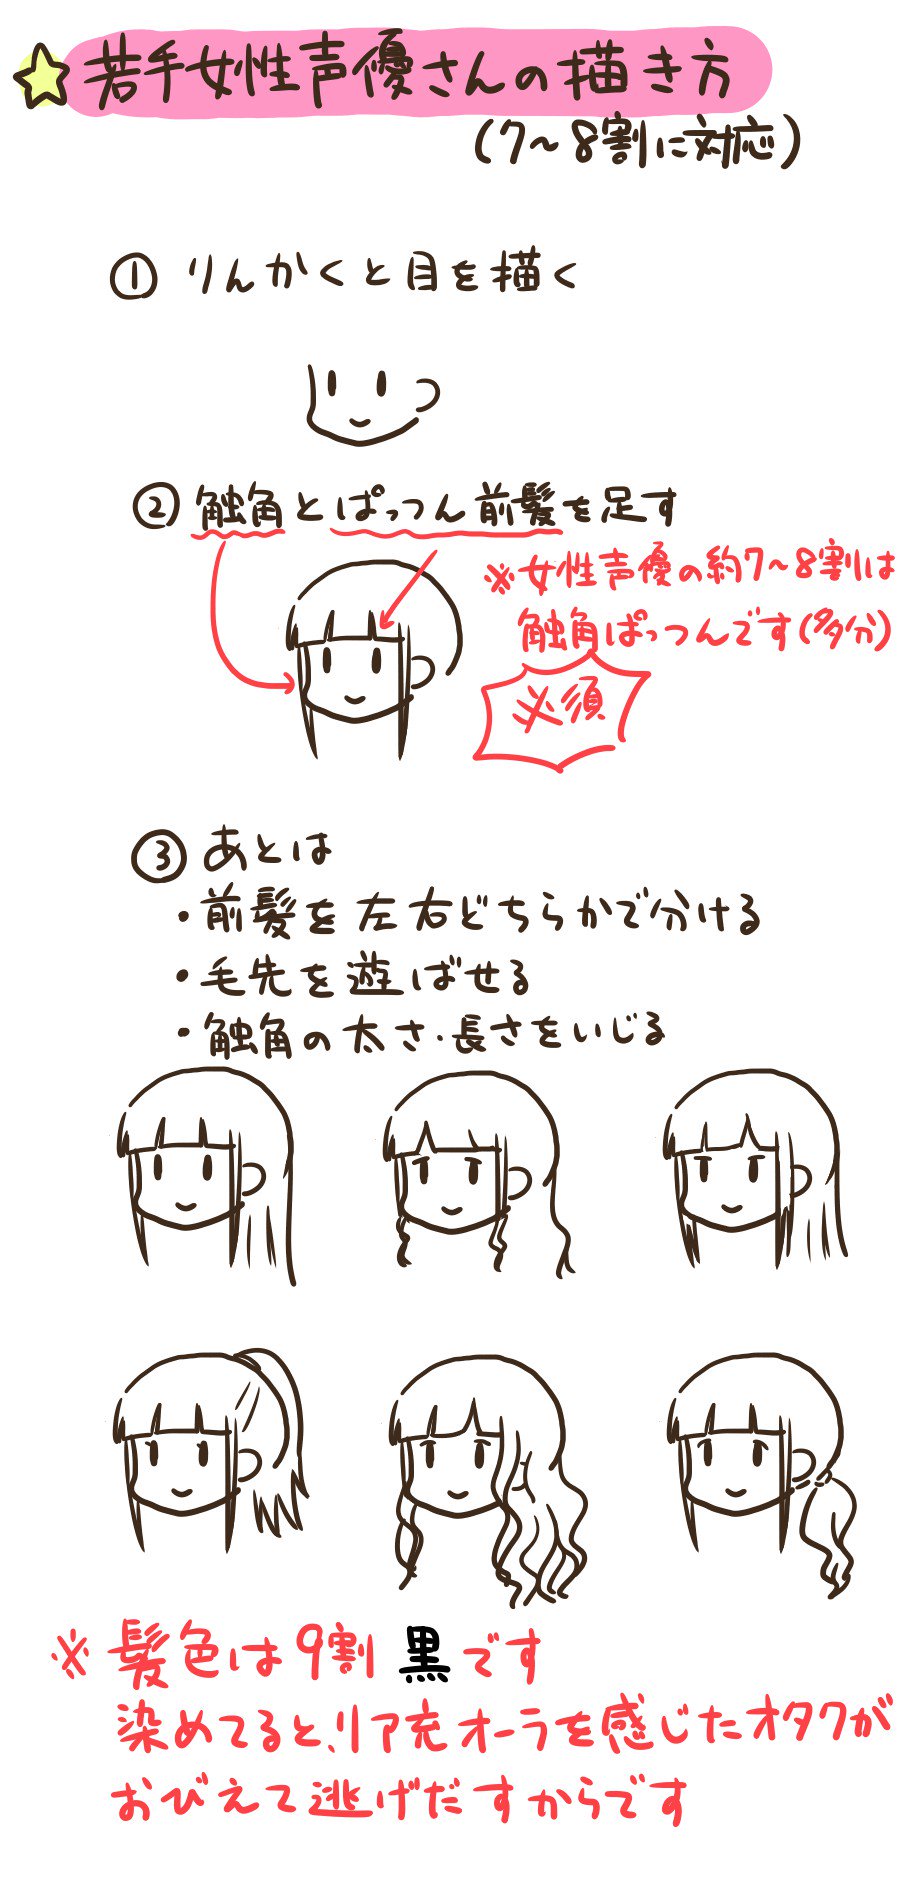 ☆若手女性声優さんの描き方
(7〜8割に対応)
① りんかくと目を描く
② 触角とぱっつん前髪を足す
※女性声優の約7〜8割は
触角ぱっつんです(多分)
必須
③ あとは
・前髪を左右どちらかで分ける
・毛先を遊ばせる
・触角の太さ・長さをいじる
※髪色は9割 黒です
染めてると、リア充オーラを感じたオタクが
おびえて逃げだすからです